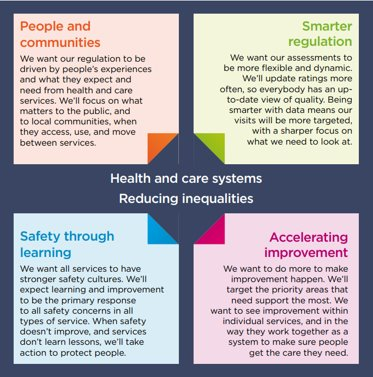 People and
communities
We want our regulation to be
driven by people's experiences
and what they expect and
need from health and care
services. We'll focus on what
matters to the public, and
to local communities, when
they access, use, and move
between services.
Smarter
regulation
We want our assessments to
be more flexible and dynamic.
We'll update ratings more
often, so everybody has an up-
to-date view of quality. Being
smarter with data means our
visits will be more targeted,
with a sharper focus on
what we need to look at.
Health and care systems
Reducing inequalities
Safety through
learning
We want all services to have
stronger safety cultures. We'll
expect learning and improvement
to be the primary response
to all safety concerns in all
types of service. When safety
doesn't improve, and services
don't learn lessons, we'll take
action to protect people.
Accelerating
improvement
We want to do more to make
improvement happen. We'll
target the priority areas that
need support the most. We
want to see improvement within
individual services, and in the
way they work together as a
system to make sure people
get the care they need.